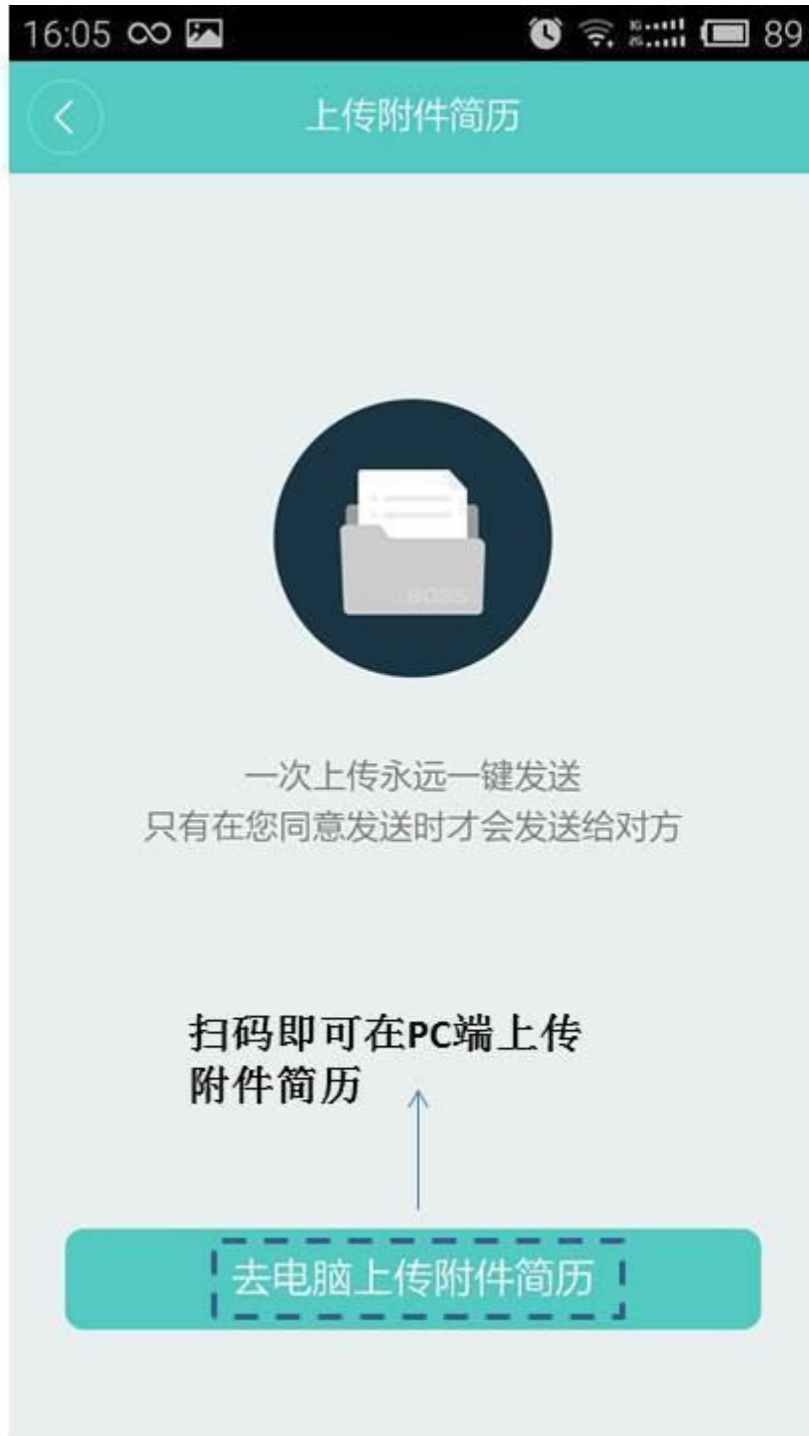 16:05
89
上传附件简历
BOSS
一次上传永远一键发送
只有在您同意发送时才会发送给对方
扫码即可在PC端上传
附件简历
去电脑上传附件简历